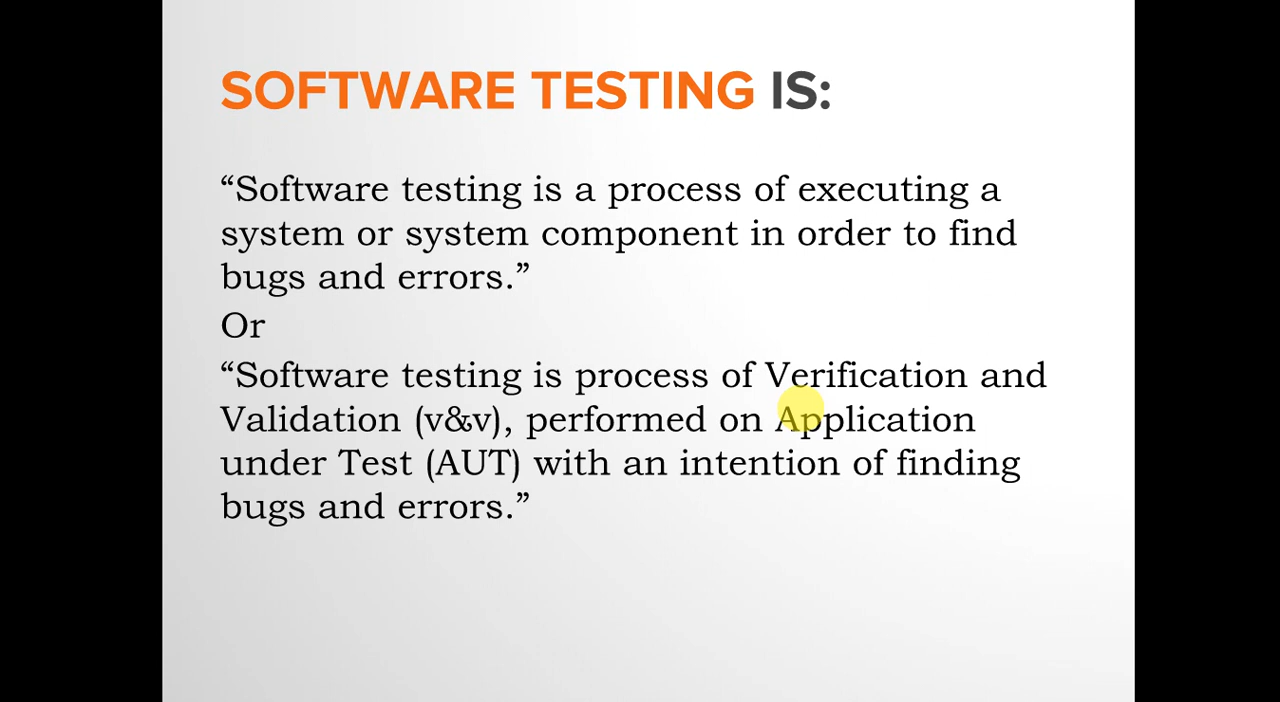 SOFTWARE TESTING IS:
“Software testing is a process of executing a
system or system component in order to find
bugs and errors.”
Or
“Software testing is process of Verification and
Validation (v&v), performed on Application
under Test (AUT) with an intention of finding
bugs and errors.”